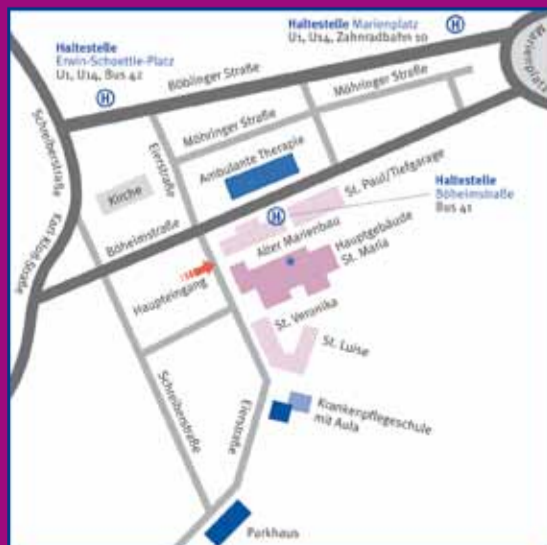 Haltestelle Marienplatz
U1, U14, Zahnradbahn 10
H
Marienplatz
Haltestelle
Erwin-Schoettle-Platz
U1, U14, Bus 42
H
Böblinger Straße
Möhringer Straße
Möhringer Straße
Schreiberstraße
Eierstraße
Ambulante Therapie
Kirche
St. Paul/Tiefgarage
Haltestelle
Böheimstraße
Bus 41
H
Karl-Kloß-Straße
Böheimstraße
Alter Marienbau
Hauptgebäude
St. Maria
Haupteingang
St. Veronika
St. Luise
Schreiberstraße
Eierstraße
Krankenpflegeschule
mit Aula
Parkhaus